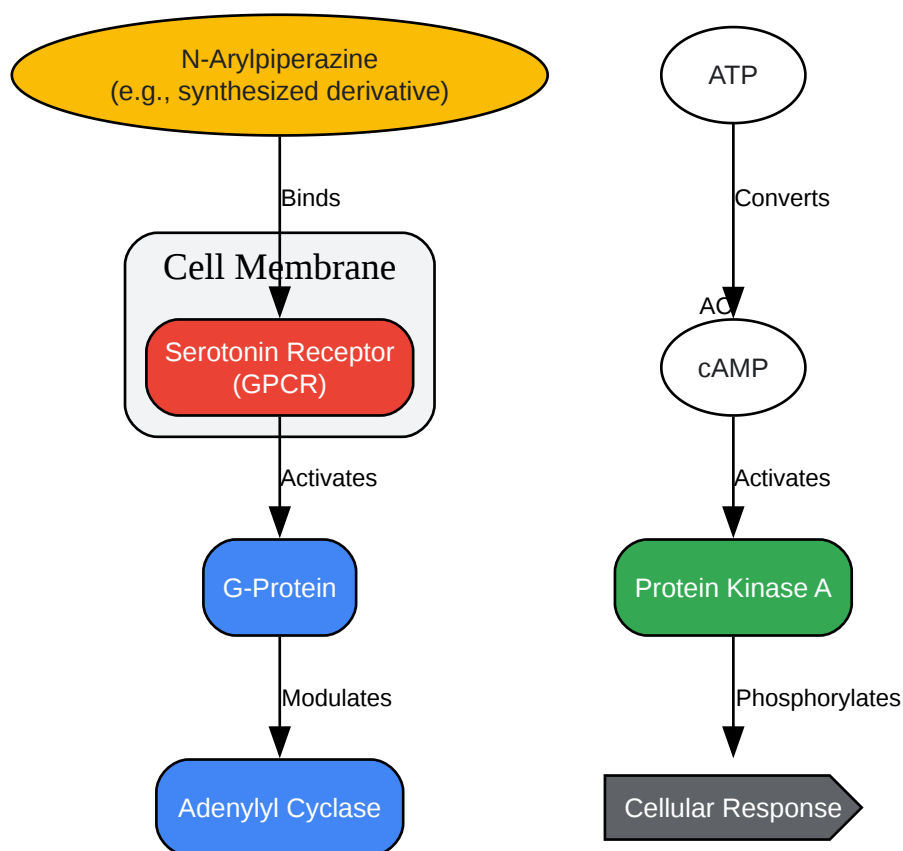 N-Arylpiperazine
(e.g., synthesized derivative)
Binds
Cell Membrane
Serotonin Receptor
(GPCR)
Activates
G-Protein
Modulates
Adenylyl Cyclase
ATP
Converts
AC
cAMP
Activates
Protein Kinase A
Phosphorylates
Cellular Response